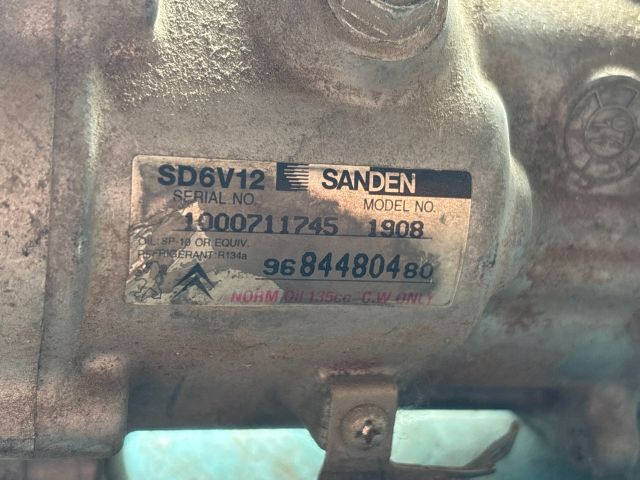 SD6V12 SANDEN
SERIAL NO. MODEL NO.
1000711745 1908
OIL: SP-10 OR EQUIV.
REFRIGERANT: R134a
9684480480
NORM OIL 135cc C.W ONLY